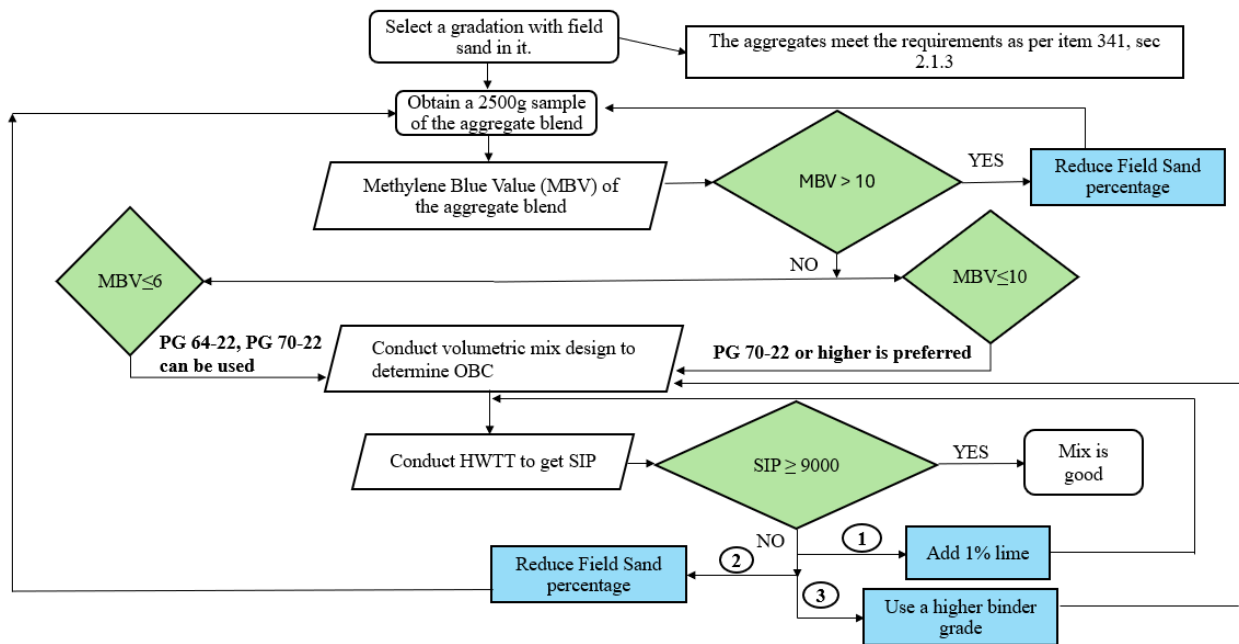 Select a gradation with field
sand in it.
The aggregates meet the requirements as per item 341, sec
2.1.3
Obtain a 2500g sample
of the aggregate blend
Methylene Blue Value (MBV) of
the aggregate blend
MBV > 10
YES
Reduce Field Sand
percentage
NO
MBV≤6
MBV≤10
PG 64-22, PG 70-22
can be used
Conduct volumetric mix design to
determine OBC
PG 70-22 or higher is preferred
Conduct HWTT to get SIP
SIP ≥ 9000
YES
Mix is
good
NO
1
Add 1% lime
2
Reduce Field Sand
percentage
3
Use a higher binder
grade